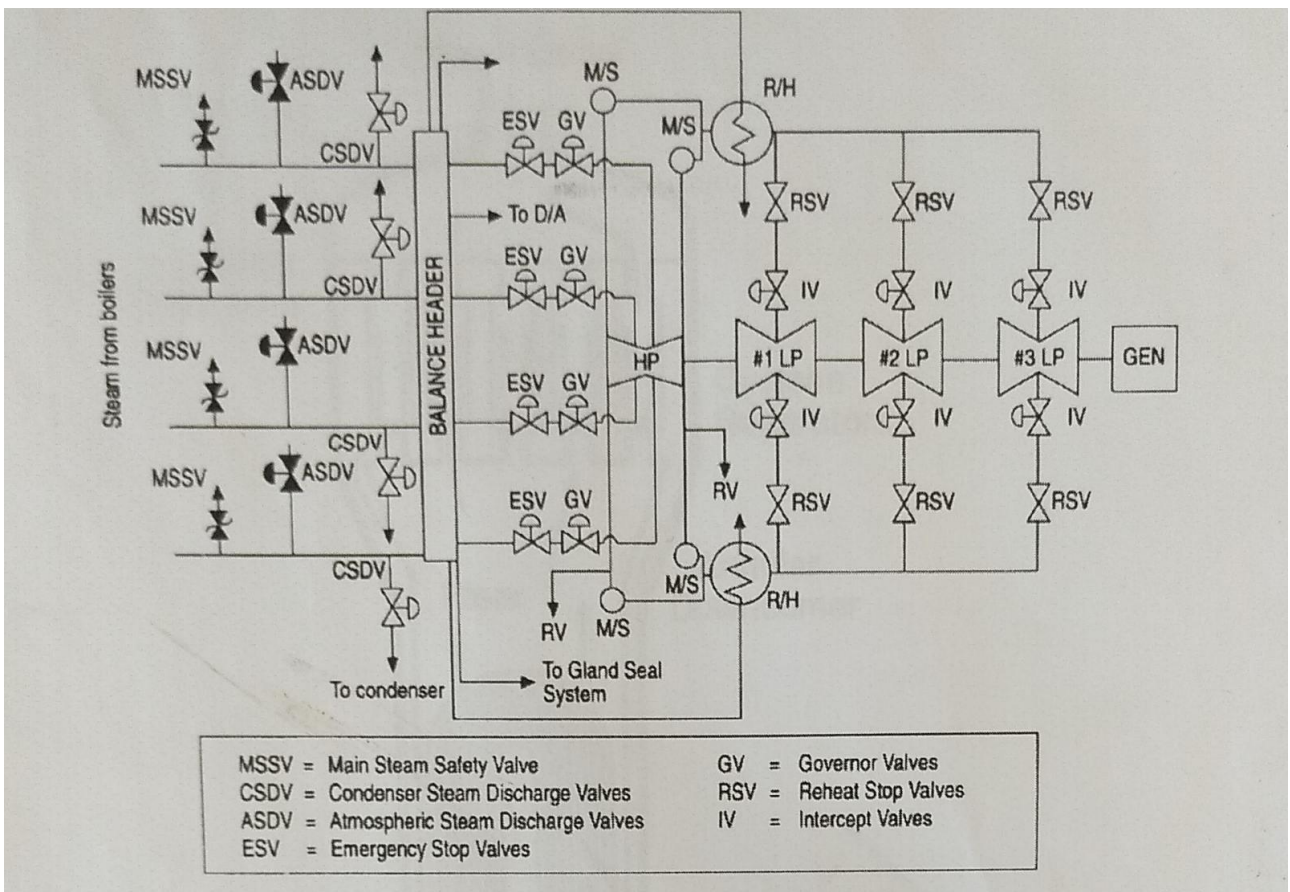 MSSV
ASDV
CSDV
MSSV
ASDV
CSDV
MSSV
ASDV
CSDV
MSSV
ASDV
CSDV
Steam from boilers
To condenser
BALANCE HEADER
To D/A
To Gland Seal
System
ESV GV
ESV GV
ESV GV
ESV GV
M/S
M/S
R/H
HP
RV
RV
M/S
M/S
R/H
RSV
RSV
RSV
IV
IV
IV
#1 LP
#2 LP
#3 LP
GEN
IV
IV
IV
RSV
RSV
RSV
MSSV = Main Steam Safety Valve
CSDV = Condenser Steam Discharge Valves
ASDV = Atmospheric Steam Discharge Valves
ESV = Emergency Stop Valves
GV = Governor Valves
RSV = Reheat Stop Valves
IV = Intercept Valves